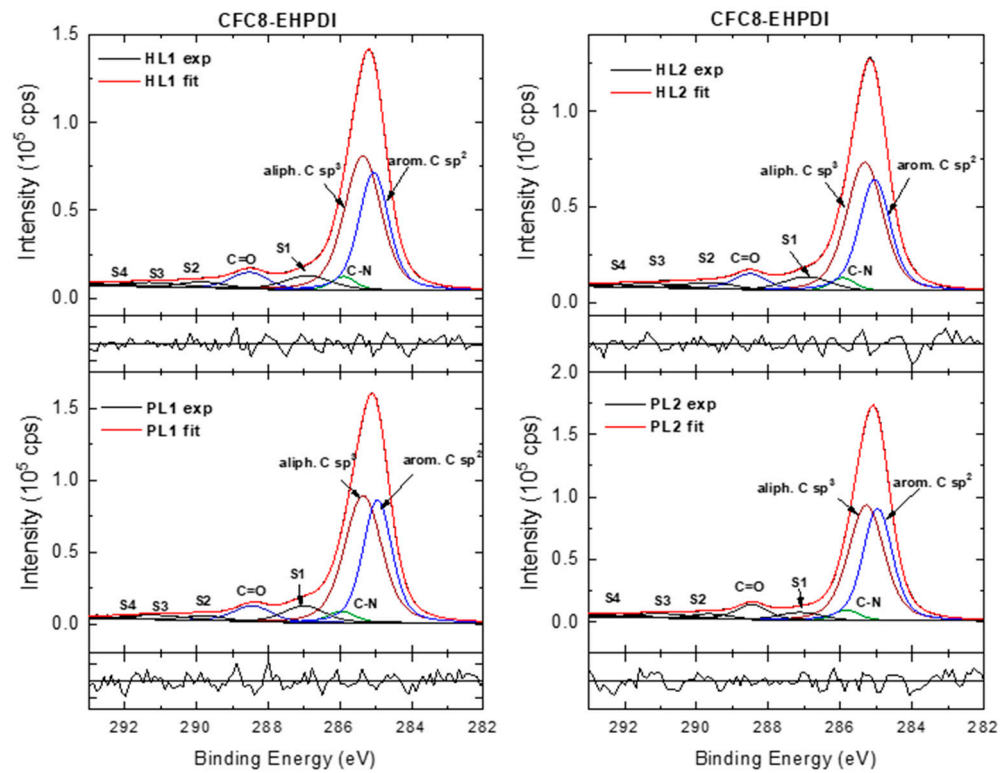 CFC8-EHPDI
1.5
1.0
0.5
0.0
Intensity (10⁵ cps)
HL1 exp
HL1 fit
aliph. C sp³
arom. C sp²
S4 S3 S2 C=O S1 C-N
1.5
1.0
0.5
0.0
Intensity (10⁵ cps)
PL1 exp
PL1 fit
aliph. C sp³
arom. C sp²
S4 S3 S2 C=O S1 C-N
292 290 288 286 284 282
Binding Energy (eV)
CFC8-EHPDI
1.0
0.5
0.0
Intensity (10⁵ cps)
HL2 exp
HL2 fit
aliph. C sp³
arom. C sp²
S4 S3 S2 C=O S1 C-N
2.0
1.5
1.0
0.5
0.0
Intensity (10⁵ cps)
PL2 exp
PL2 fit
aliph. C sp³
arom. C sp²
S4 S3 S2 C=O S1 C-N
292 290 288 286 284 282
Binding Energy (eV)